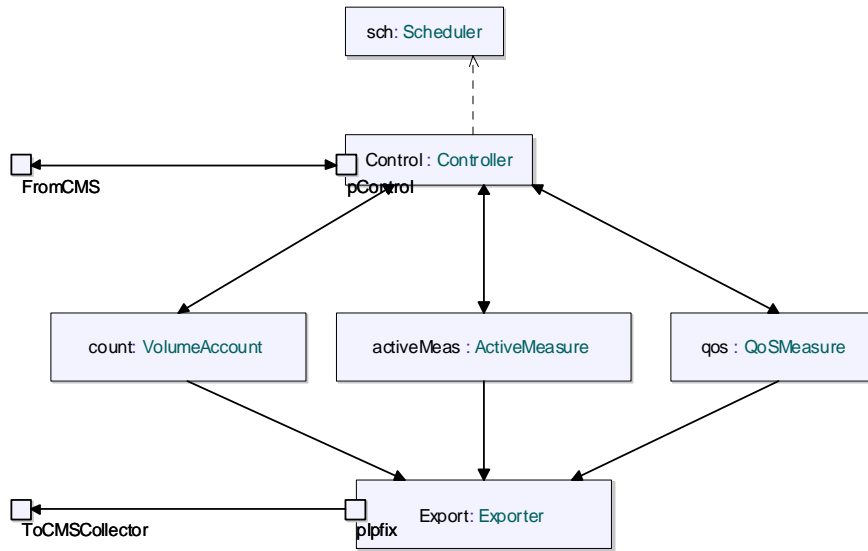 sch: Scheduler
Control : Controller
FromCMS
pControl
count: VolumeAccount
activeMeas : ActiveMeasure
qos : QoSMeasure
Export: Exporter
ToCMSCollector
pIpfix